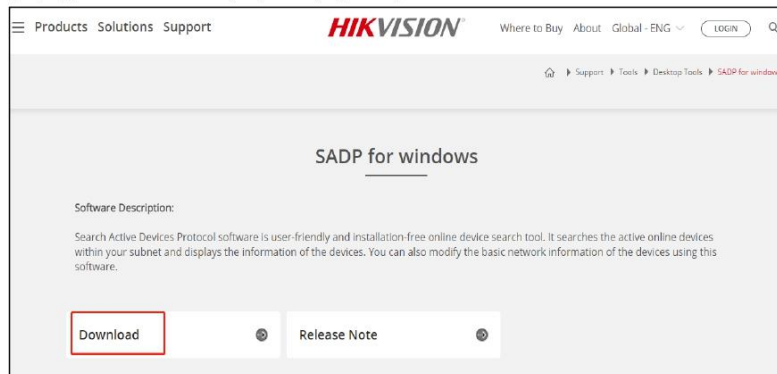 Products Solutions Support HIKVISION Where to Buy About Global - ENG LOGIN
Support Tools Desktop Tools SADP for window
SADP for windows
Software Description:
Search Active Devices Protocol software is user-friendly and installation-free online device search tool. It searches the active online devices
within your subnet and displays the information of the devices. You can also modify the basic network information of the devices using this
software.
Download Release Note